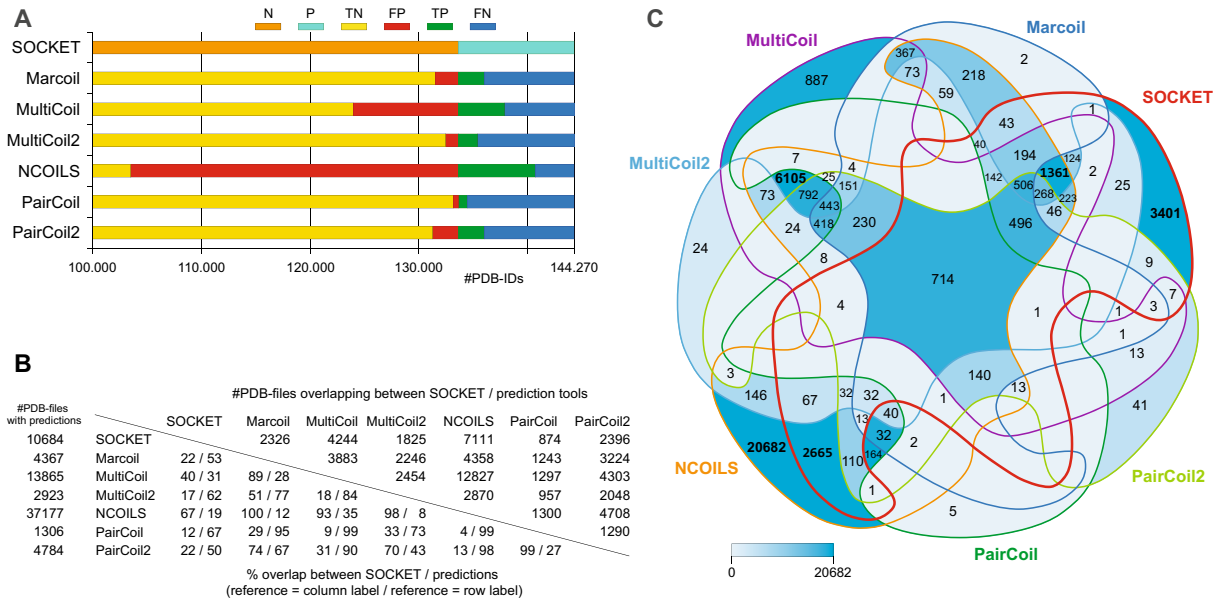 A
N P TN FP TP FN
SOCKET
Marcoil
MultiCoil
MultiCoil2
NCOILS
PairCoil
PairCoil2
100.000 110.000 120.000 130.000 144.270
#PDB-IDs
B
#PDB-files overlapping between SOCKET / prediction tools
#PDB-files
with predictions
SOCKET Marcoil MultiCoil MultiCoil2 NCOILS PairCoil PairCoil2
10684 SOCKET 2326 4244 1825 7111 874 2396
4367 Marcoil 22 / 53 3883 2246 4358 1243 3224
13865 MultiCoil 40 / 31 89 / 28 2454 12827 1297 4303
2923 MultiCoil2 17 / 62 51 / 77 18 / 84 2870 957 2048
37177 NCOILS 67 / 19 100 / 12 93 / 35 98 / 8 1300 4708
1306 PairCoil 12 / 67 29 / 95 9 / 99 33 / 73 4 / 99 1290
4784 PairCoil2 22 / 50 74 / 67 31 / 90 70 / 43 13 / 98 99 / 27
% overlap between SOCKET / predictions
(reference = column label / reference = row label)
C
Marcoil
MultiCoil
SOCKET
MultiCoil2
NCOILS
PairCoil2
PairCoil
367
2
887
73
218
59
1
43
40
7
4
194
124
2
6105
25
142
1361
25
151
506
73
792
268
223
443
46
3401
24
418
230
496
24
8
9
714
7
4
1
1
3
1
13
3
140
13
146
67
32
32
1
41
40
13
20682
2665
32
2
110
164
1
5
0 20682